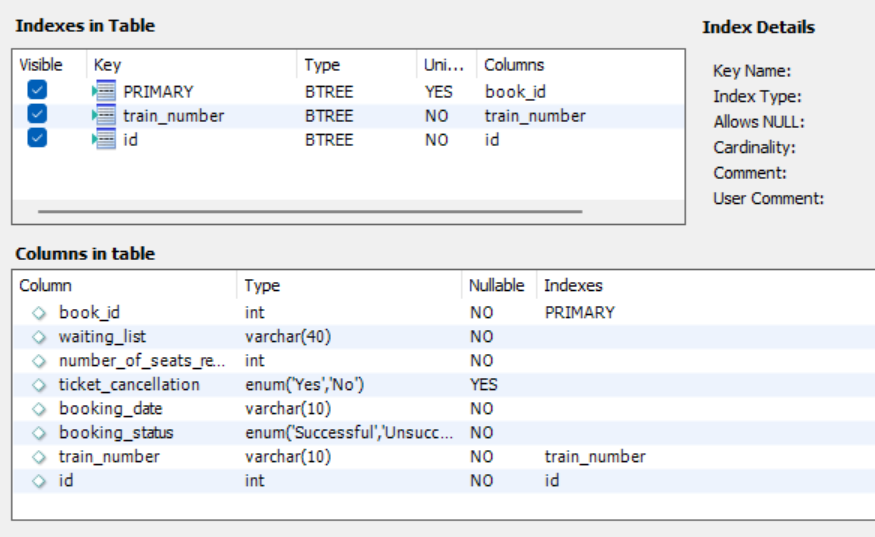 Indexes in Table
Visible Key Type Uni... Columns
PRIMARY BTREE YES book_id
train_number BTREE NO train_number
id BTREE NO id
Index Details
Key Name:
Index Type:
Allows NULL:
Cardinality:
Comment:
User Comment:
Columns in table
Column Type Nullable Indexes
book_id int NO PRIMARY
waiting_list varchar(40) NO
number_of_seats_re... int NO
ticket_cancellation enum('Yes','No') YES
booking_date varchar(10) NO
booking_status enum('Successful','Unsucc... NO
train_number varchar(10) NO train_number
id int NO id